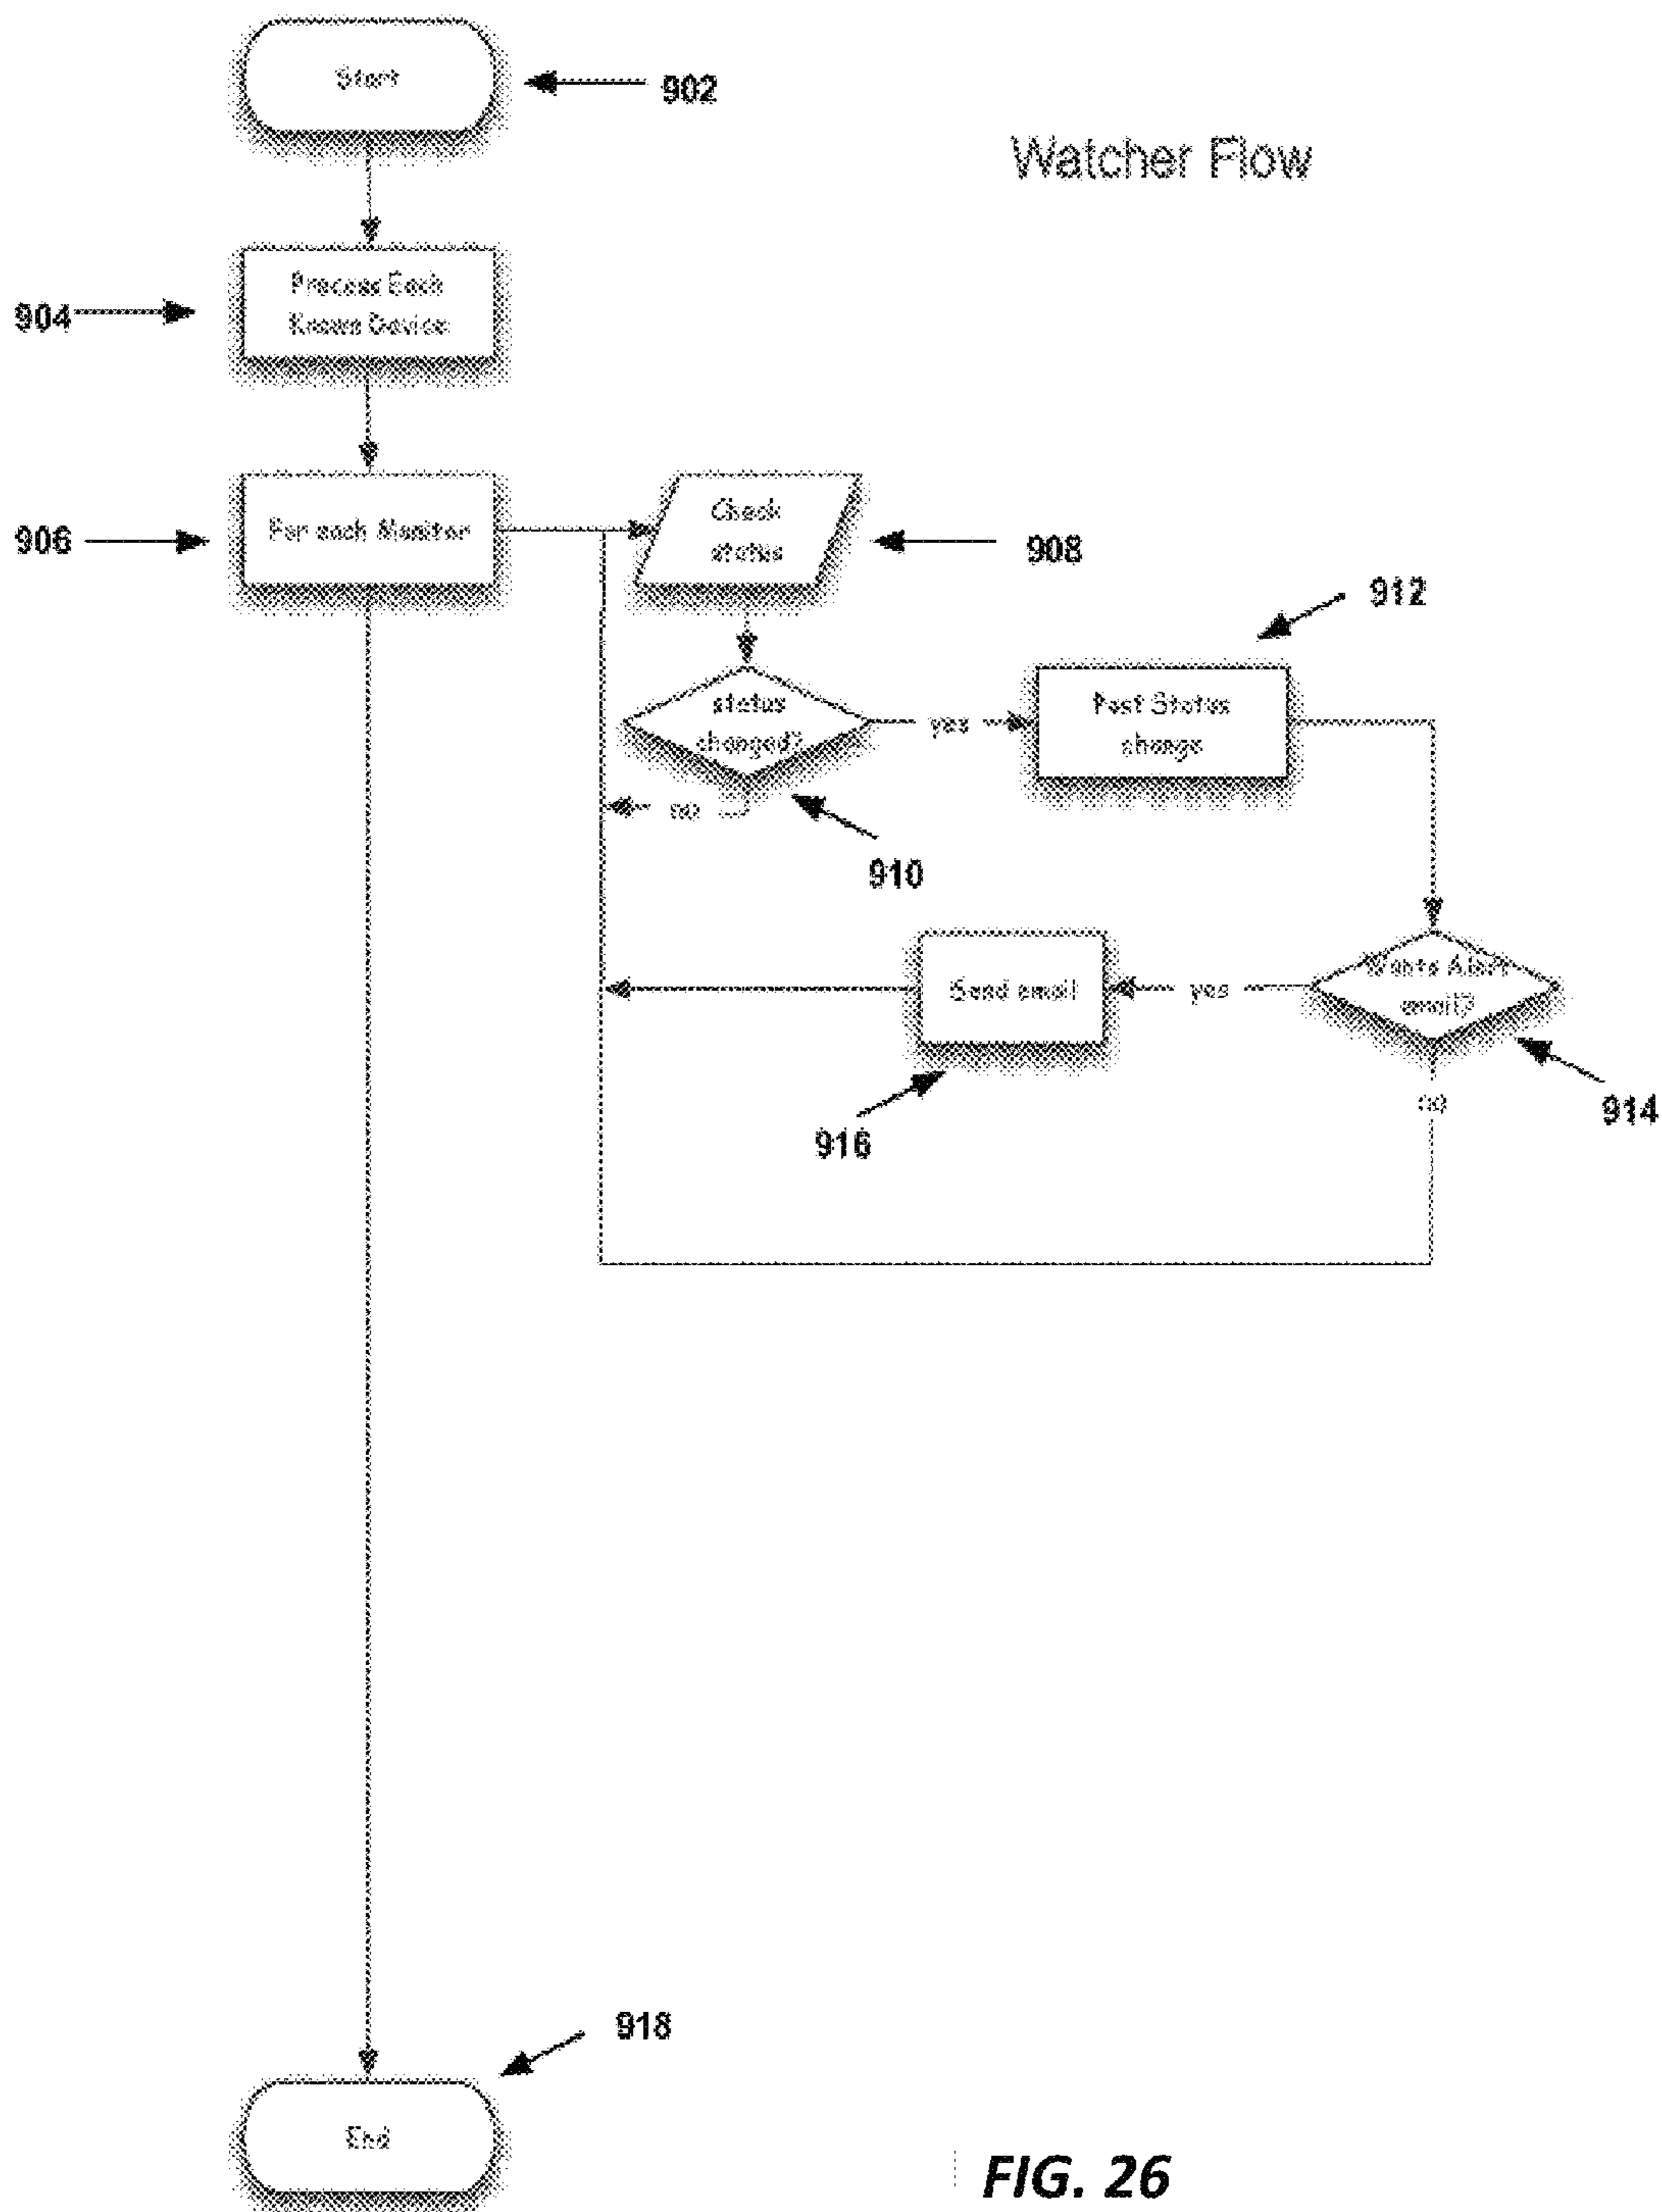 Start
902
Watcher Flow
Process Each
Known Device
904
For each Monitor
906
Check
status
908
912
status
changed?
yes
Post Status
change
no
910
Send email
yes
Wants Alert
email?
916
no
914
918
End
FIG. 26